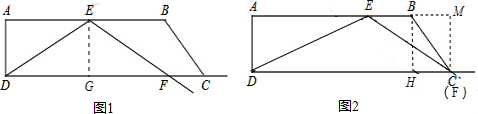 A E B
D G F C
图1
A E B M
D H C
(F)
图2